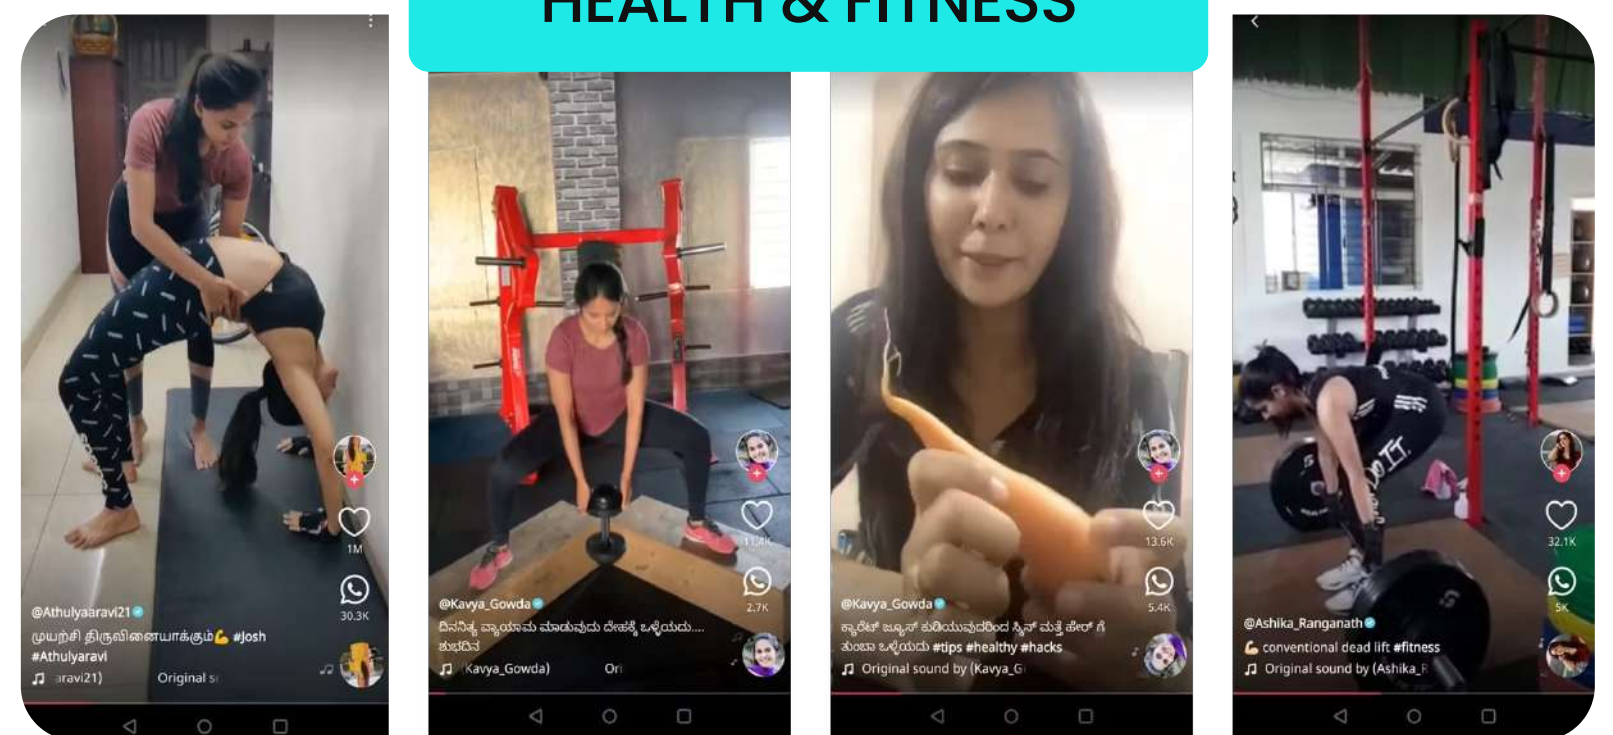 HEALTH & FITNESS
1M
30.3K
@Athulyaaravi21
முயற்சி திருவினையாக்கும்💪 #Josh
#Athulyaravi
aravi21) Original s
11.4K
2.7K
@Kavya_Gowda
ದಿನನಿತ್ಯ ವ್ಯಾಯಾಮ ಮಾಡುವುದು ದೇಹಕ್ಕೆ ಒಳ್ಳೆಯದು....
ಶುಭದಿನ
(Kavya_Gowda) Ori
13.6K
5.4K
@Kavya_Gowda
ಕ್ಯಾರೆಟ್ ಜ್ಯೂಸ್ ಕುಡಿಯುವುದರಿಂದ ಸ್ಕಿನ್ ಮತ್ತೆ ಹೇರ್ ಗೆ
ತುಂಬಾ ಒಳ್ಳೆಯದು #tips #healthy #hacks
Original sound by (Kavya_G
32.1K
5K
@Ashika_Ranganath
💪 conventional dead lift #fitness
Original sound by (Ashika_R